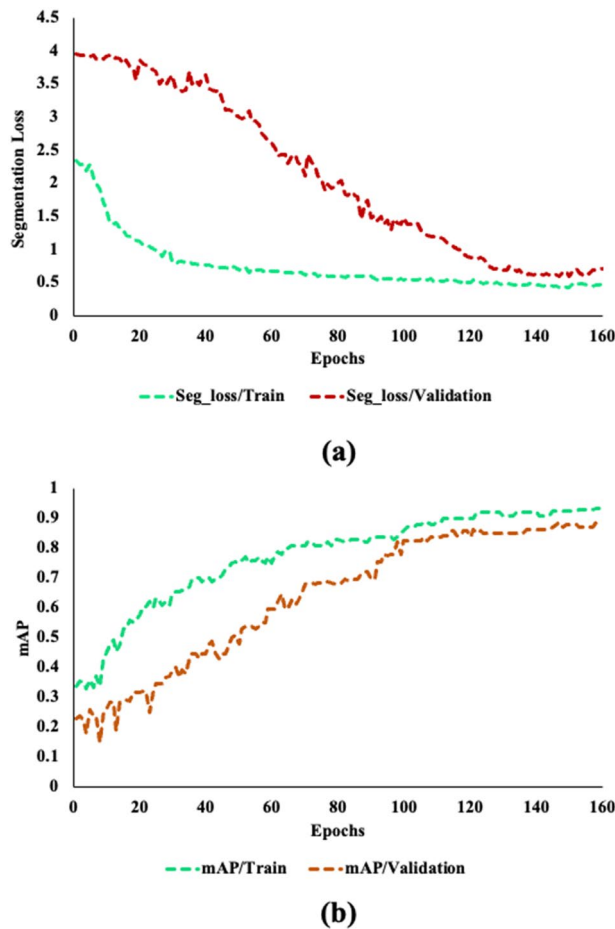 4.5
4
3.5
3
2.5
2
1.5
1
0.5
0
Segmentation Loss
0 20 40 60 80 100 120 140 160
Epochs
Seg_loss/Train Seg_loss/Validation
(a)
1
0.9
0.8
0.7
0.6
0.5
0.4
0.3
0.2
0.1
0
mAP
0 20 40 60 80 100 120 140 160
Epochs
mAP/Train mAP/Validation
(b)